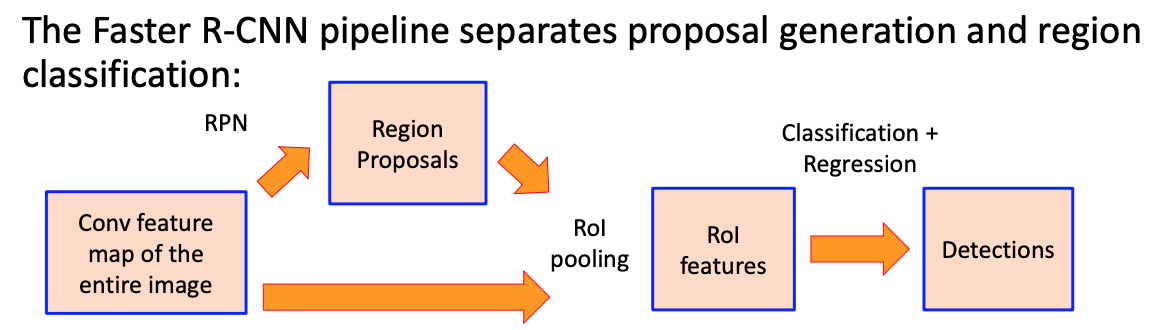 The Faster R-CNN pipeline separates proposal generation and region
classification:
RPN
Region
Proposals
Classification +
Regression
Conv feature
map of the
entire image
RoI
pooling
RoI
features
Detections